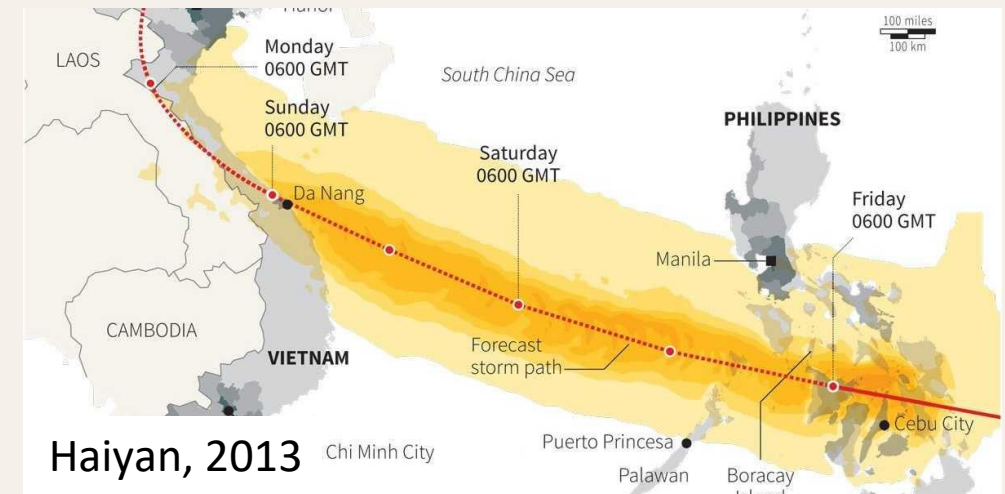 Hanoi
100 miles
100 km
LAOS
Monday
0600 GMT
South China Sea
Sunday
0600 GMT
PHILIPPINES
Saturday
0600 GMT
Da Nang
Friday
0600 GMT
Manila
CAMBODIA
Forecast
storm path
VIETNAM
Cebu City
Haiyan, 2013
Chi Minh City
Puerto Princesa
Palawan
Boracay
Island